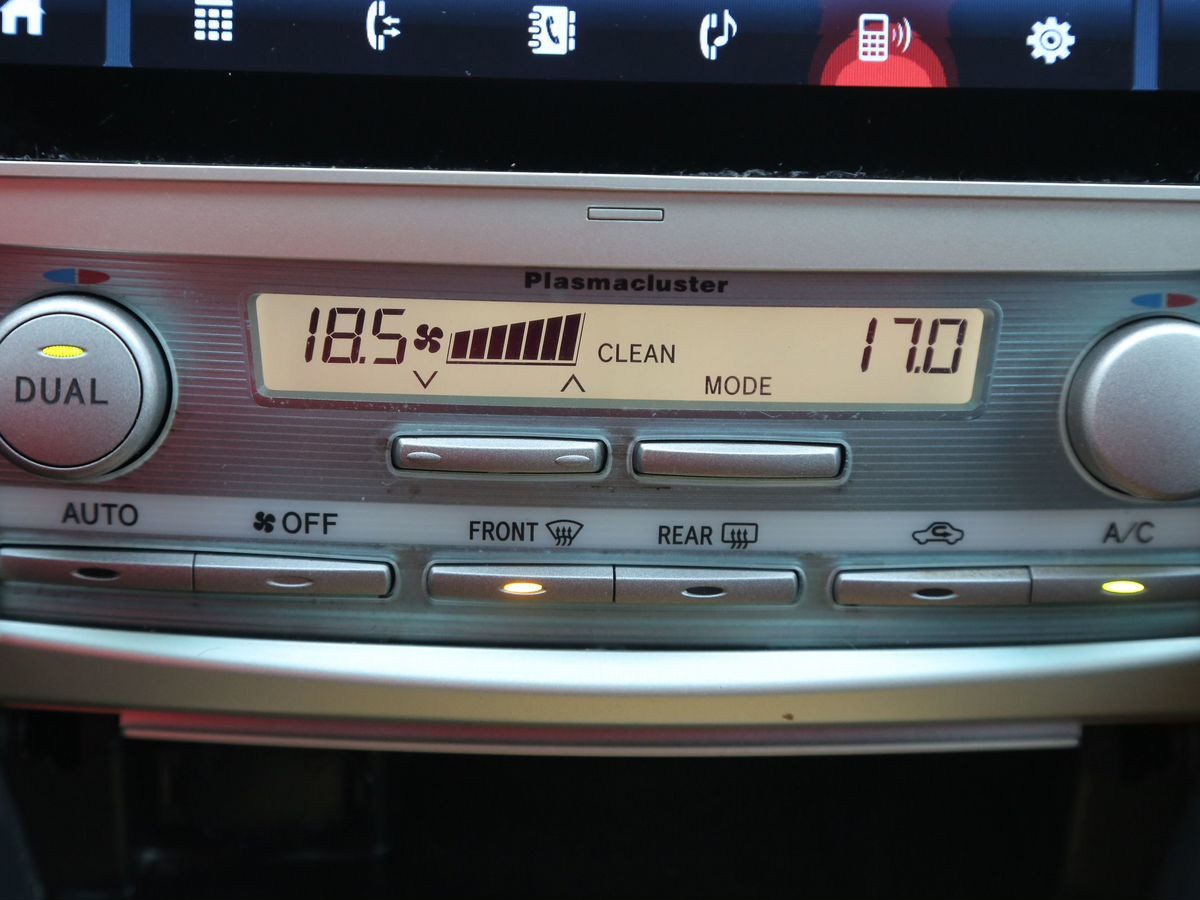 Plasmacluster
18.5 CLEAN 17.0
MODE
DUAL
AUTO OFF FRONT REAR A/C